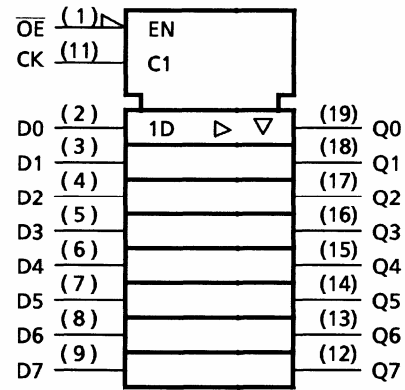 O̅E̅ (1) EN
CK (11) C1
D0 (2) 1D (19) Q0
D1 (3) (18) Q1
D2 (4) (17) Q2
D3 (5) (16) Q3
D4 (6) (15) Q4
D5 (7) (14) Q5
D6 (8) (13) Q6
D7 (9) (12) Q7